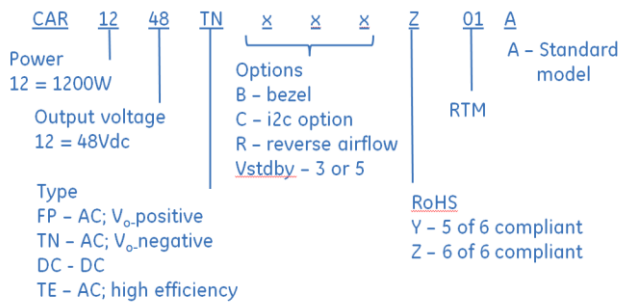 CAR 12 48 TN x x x Z 01 A
A – Standard
model
Power
12 = 1200W
Output voltage
12 = 48Vdc
Options
B – bezel
C – i2c option
R – reverse airflow
Vstdby – 3 or 5
RTM
Type
FP – AC; Vo-positive
TN – AC; Vo-negative
DC - DC
TE – AC; high efficiency
RoHS
Y – 5 of 6 compliant
Z – 6 of 6 compliant